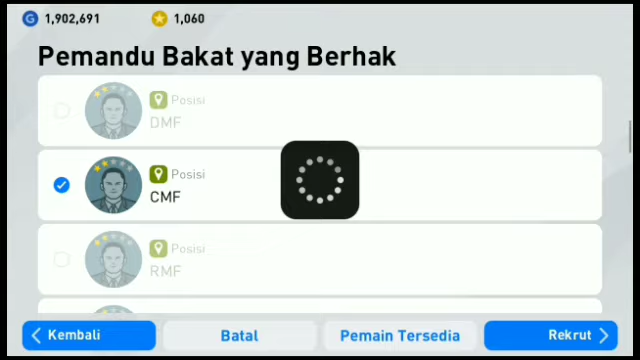 G 1,902,691 1,060
Pemandu Bakat yang Berhak
Posisi
DMF
Posisi
CMF
Posisi
RMF
Kembali
Batal
Pemain Tersedia
Rekrut